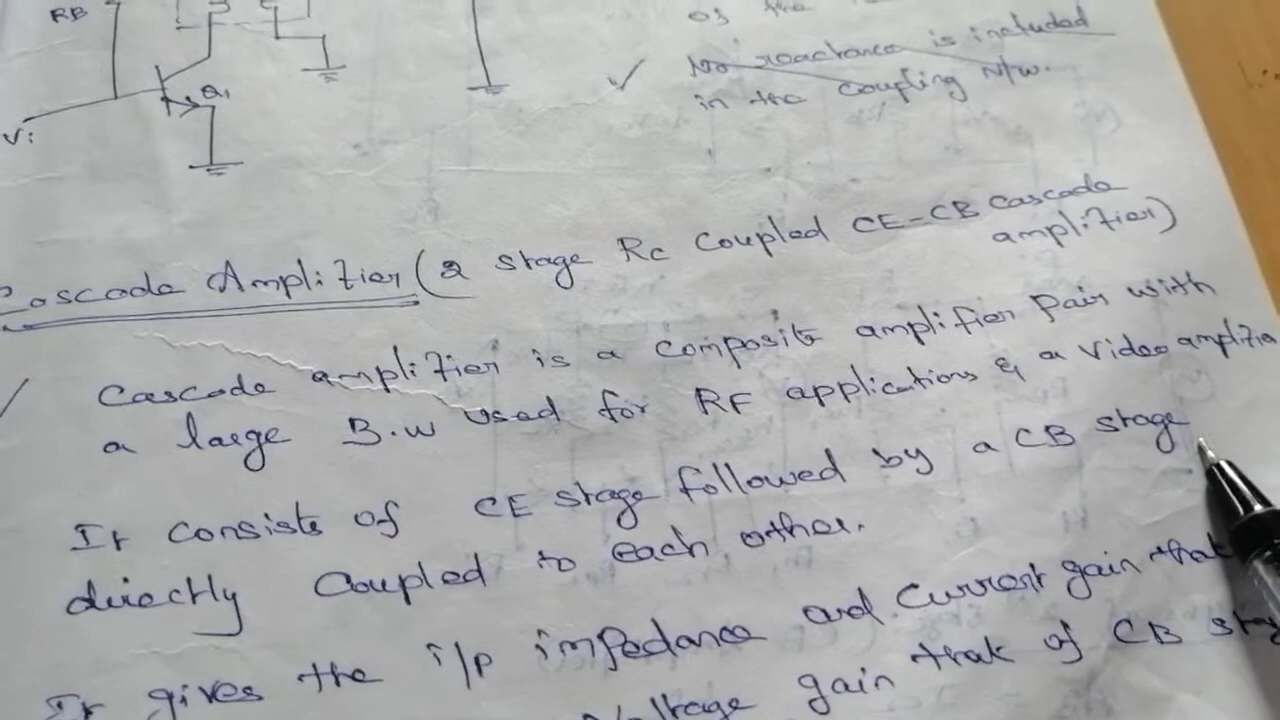 RB
of the
✓ No reactance is included
in the coupling N/w.
Q1
Vi
Cascode Amplifier (2 stage Rc Coupled CE-CB Cascade
amplifier)
Cascode amplifier is a composite amplifier pair with
a large B.W used for RF applications & a video amplifie
It consists of CE stage followed by a CB stage
directly coupled to each other.
It gives the i/p impedance and current gain that
Voltage gain that of CB stag